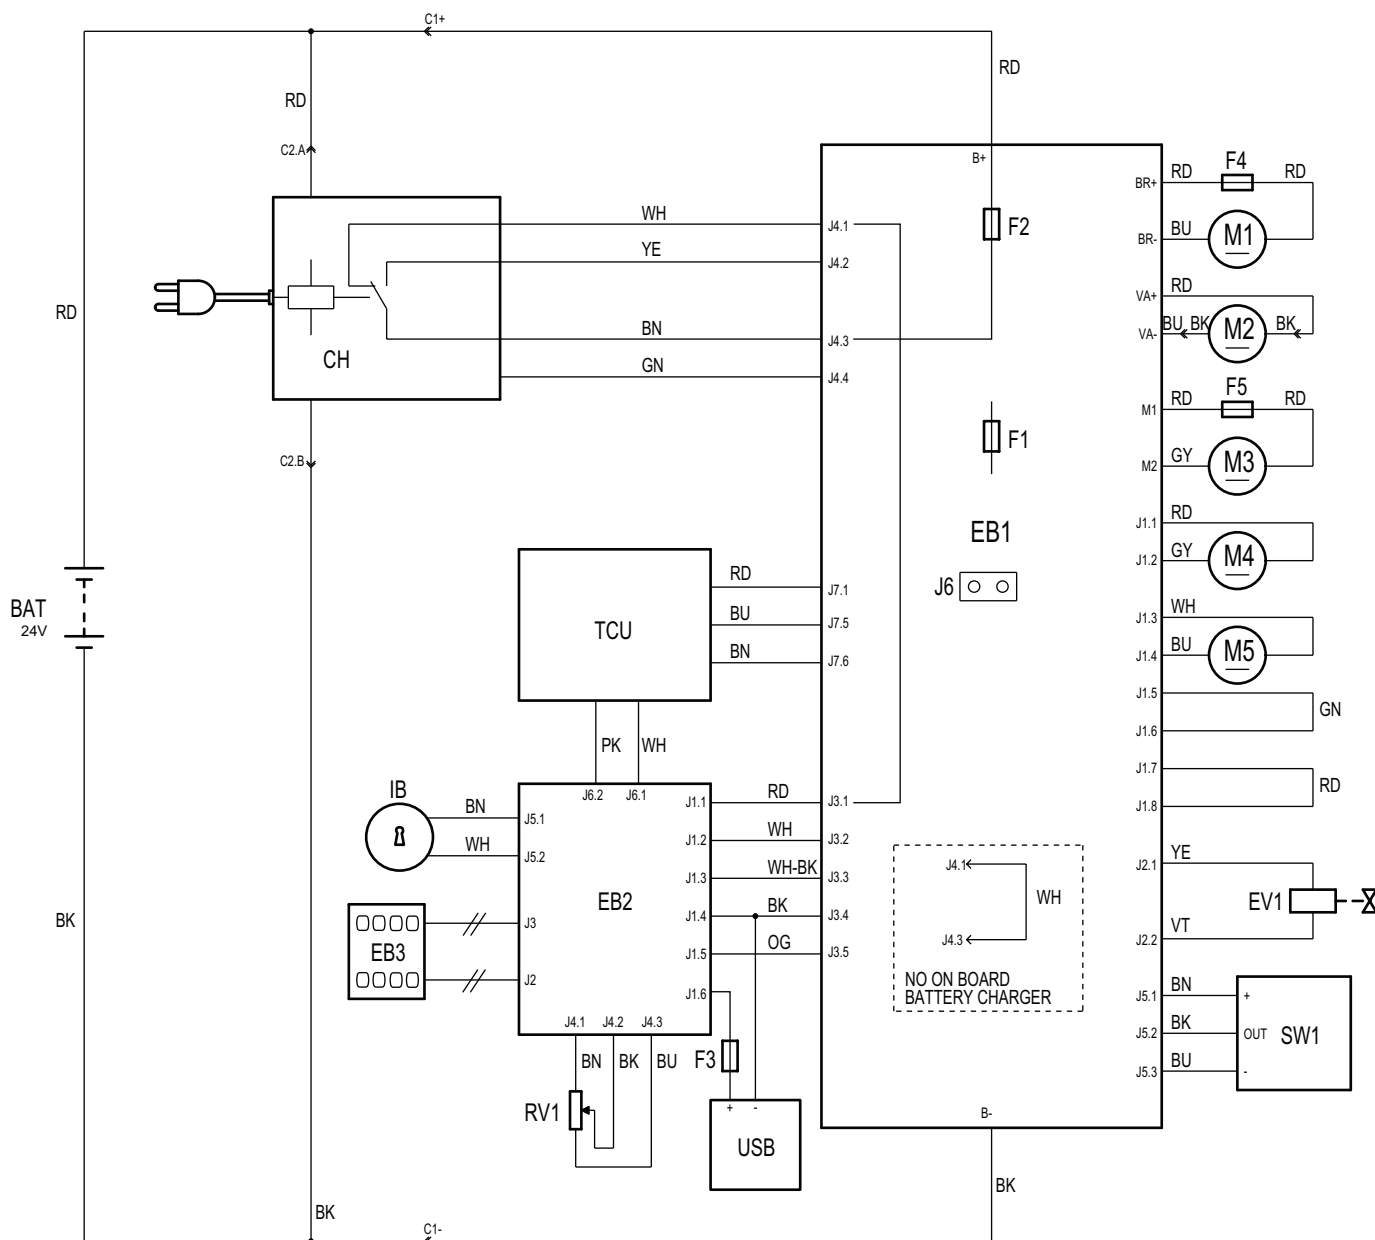 C1+
RD
RD
C2.A
B+
BR+
RD
F4
RD
WH
J4.1
F2
BR-
BU
M1
YE
J4.2
VA+
RD
RD
BN
J4.3
VA-
BU
BK
M2
BK
CH
GN
J4.4
M1
RD
F5
RD
F1
C2.B
M2
GY
M3
J1.1
RD
EB1
J1.2
GY
M4
RD
J7.1
J6
BAT
24V
TCU
BU
J7.5
J1.3
WH
BN
J7.6
J1.4
BU
M5
J1.5
GN
J1.6
PK
WH
J1.7
RD
J1.8
IB
BN
J5.1
J6.2
J6.1
J1.1
RD
J3.1
WH
J5.2
J1.2
WH
J3.2
J1.3
WH-BK
J3.3
J4.1
J2.1
YE
EB2
WH
EV1
BK
J3
J1.4
BK
J3.4
EB3
J1.5
OG
J3.5
J4.3
J2.2
VT
J2
J1.6
NO ON BOARD
BATTERY CHARGER
J5.1
BN
+
J4.1
J4.2
J4.3
J5.2
BK
OUT
SW1
BN
BK
BU
F3
J5.3
BU
-
RV1
+
-
B-
USB
BK
BK
C1-